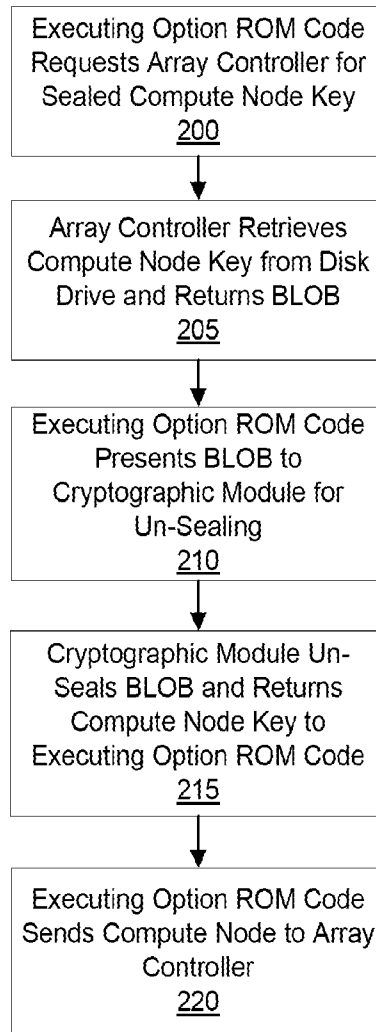 Executing Option ROM Code
Requests Array Controller for
Sealed Compute Node Key
200
Array Controller Retrieves
Compute Node Key from Disk
Drive and Returns BLOB
205
Executing Option ROM Code
Presents BLOB to
Cryptographic Module for
Un-Sealing
210
Cryptographic Module Un-
Seals BLOB and Returns
Compute Node Key to
Executing Option ROM Code
215
Executing Option ROM Code
Sends Compute Node to Array
Controller
220